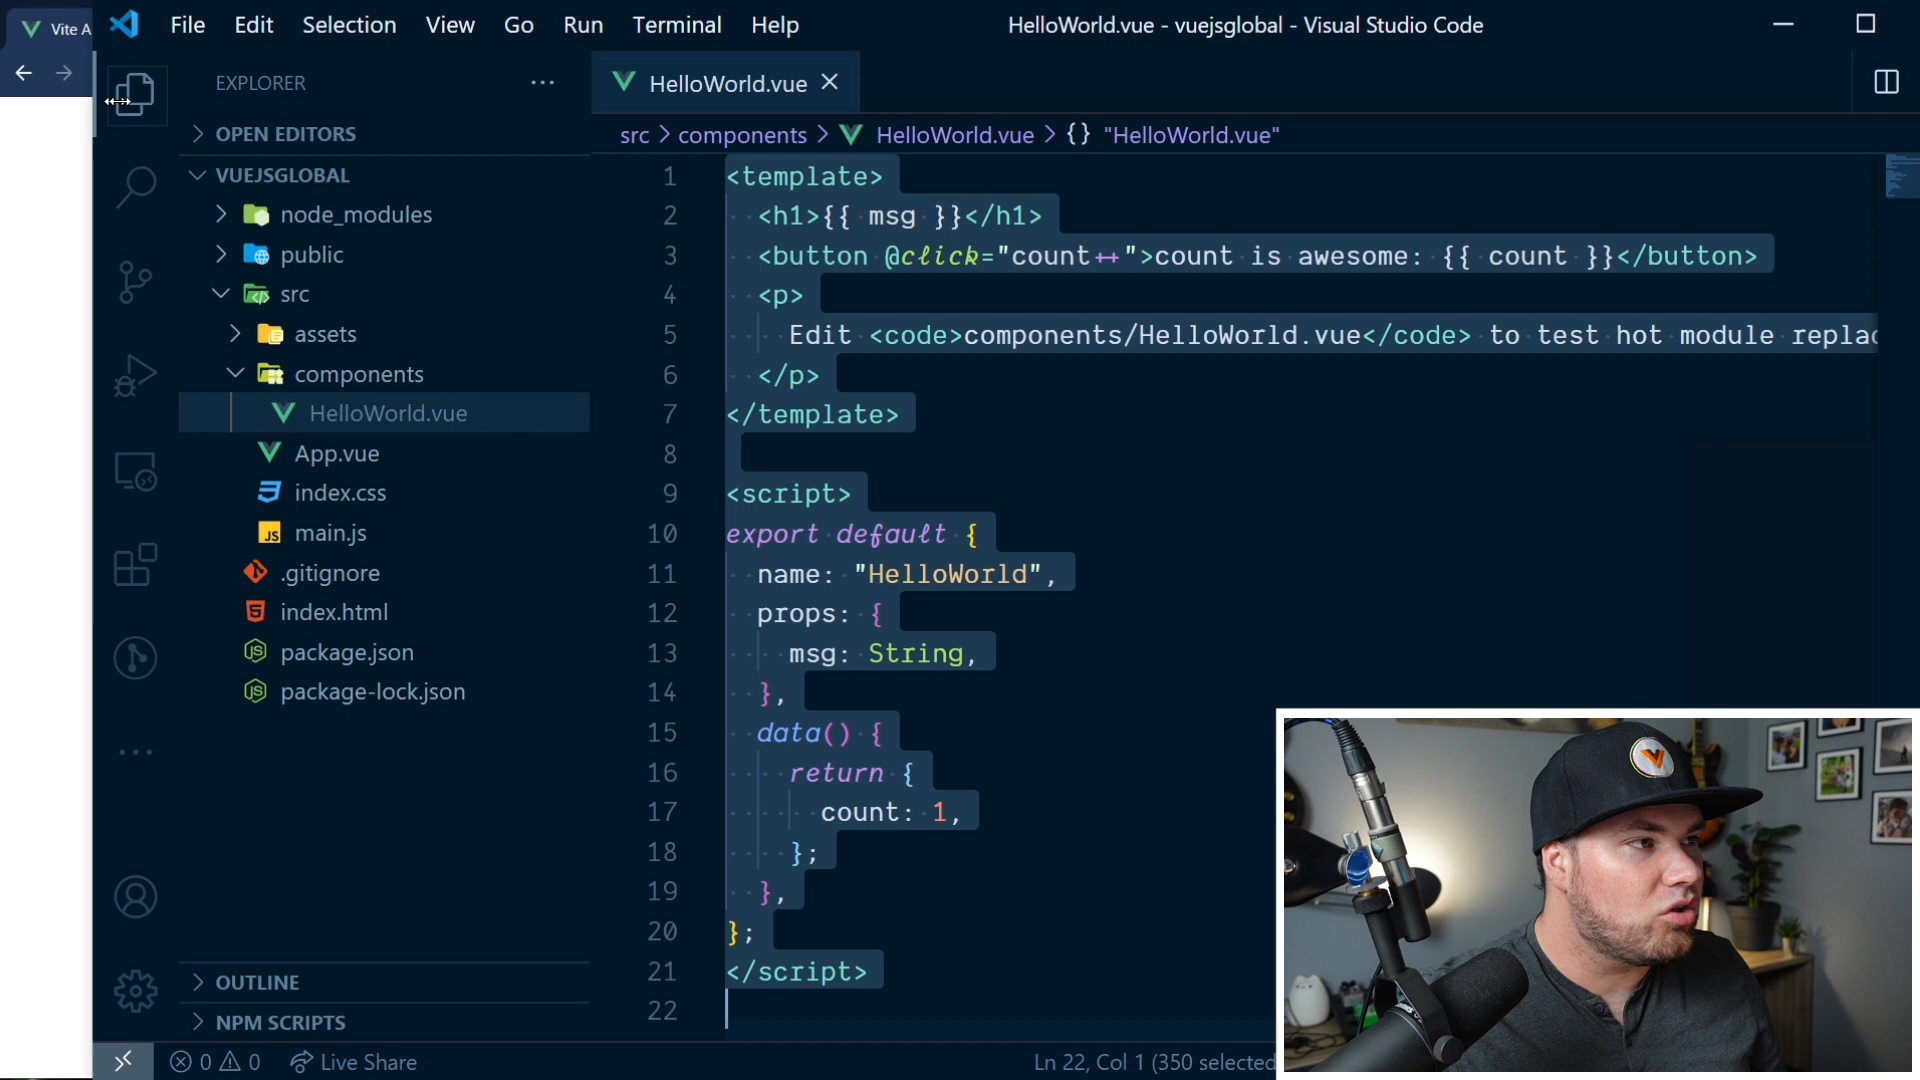 Vite A
File Edit Selection View Go Run Terminal Help
HelloWorld.vue - vuejsglobal - Visual Studio Code
EXPLORER
OPEN EDITORS
VUEJSGLOBAL
node_modules
public
src
assets
components
HelloWorld.vue
App.vue
index.css
main.js
.gitignore
index.html
package.json
package-lock.json
OUTLINE
NPM SCRIPTS
HelloWorld.vue
src > components > HelloWorld.vue > {} "HelloWorld.vue"
1 <template>
2 <h1>{{ msg }}</h1>
3 <button @click="count++">count is awesome: {{ count }}</button>
4 <p>
5 Edit <code>components/HelloWorld.vue</code> to test hot module replac
6 </p>
7 </template>
8
9 <script>
10 export default {
11 name: "HelloWorld",
12 props: {
13 msg: String,
14 },
15 data() {
16 return {
17 count: 1,
18 };
19 },
20 };
21 </script>
22
0 0 Live Share
Ln 22, Col 1 (350 selected